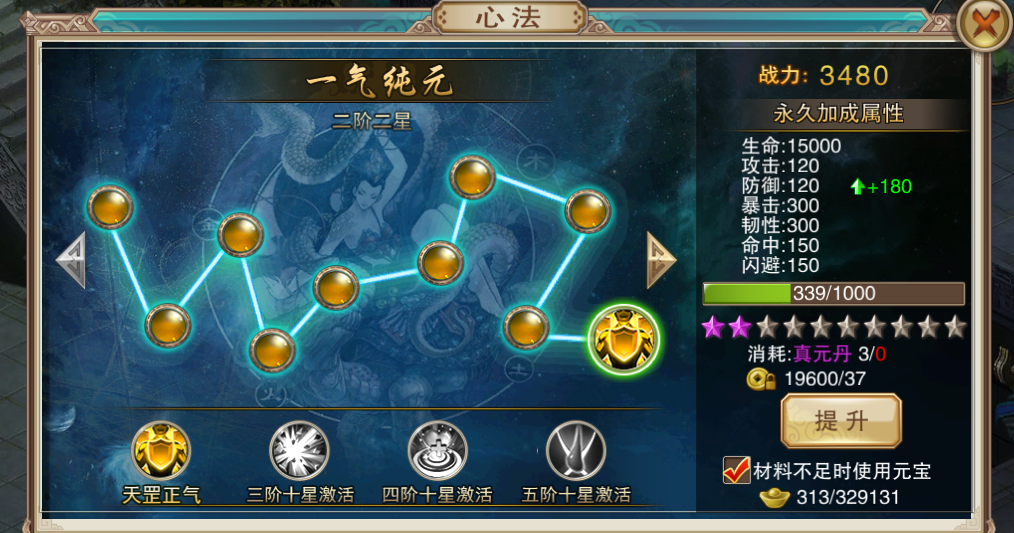 心法
一气纯元
二阶二星
木
金
火
土
天罡正气
三阶十星激活
四阶十星激活
五阶十星激活
战力：3480
永久加成属性
生命:15000
攻击:120
防御:120 +180
暴击:300
韧性:300
命中:150
闪避:150
339/1000
消耗:真元丹 3/0
19600/37
提升
材料不足时使用元宝
313/329131